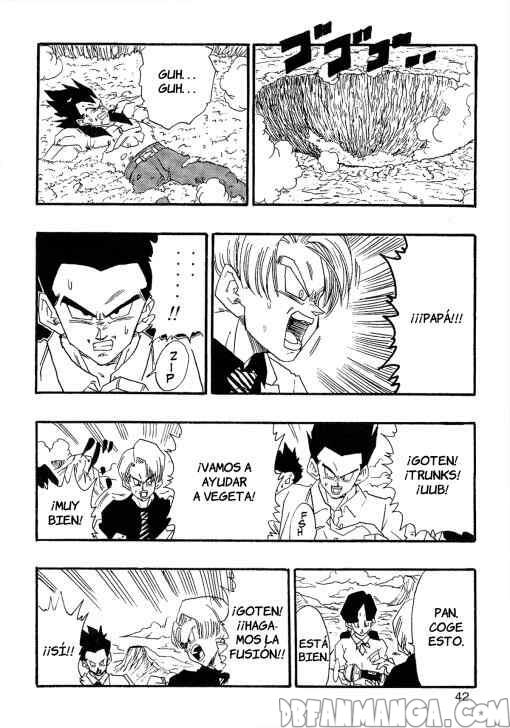 ゴゴゴ
GUH...
GUH...
¡¡¡PAPÁ!!!
......!!
ZIP
¡GOTEN!
¡TRUNKS!
¡UUB!
FSH
¡VAMOS A
AYUDAR
A VEGETA!
¡MUY
BIEN!
PAN.
COGE
ESTO.
ESTÁ
BIEN.
¡GOTEN!
¡¡HAGA-
MOS LA
FUSIÓN!!
¡¡SÍ!!
42
DBFANMANGA.COM